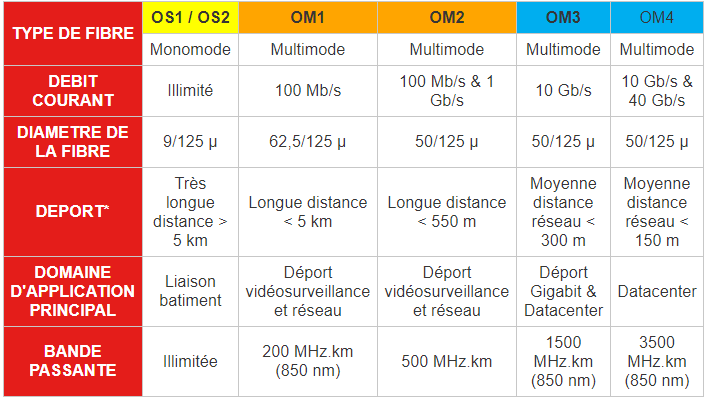 TYPE DE FIBRE
OS1 / OS2
OM1
OM2
OM3
OM4
Monomode
Multimode
Multimode
Multimode
Multimode
DEBIT
COURANT
Illimité
100 Mb/s
100 Mb/s & 1
Gb/s
10 Gb/s
10 Gb/s &
40 Gb/s
DIAMETRE DE
LA FIBRE
9/125 µ
62,5/125 µ
50/125 µ
50/125 µ
50/125 µ
DEPORT*
Très
longue
distance >
5 km
Longue distance
< 5 km
Longue distance
< 550 m
Moyenne
distance
réseau <
300 m
Moyenne
distance
réseau <
150 m
DOMAINE
D'APPLICATION
PRINCIPAL
Liaison
batiment
Déport
vidéosurveillance
et réseau
Déport
vidéosurveillance
et réseau
Déport
Gigabit &
Datacenter
Datacenter
BANDE
PASSANTE
Illimitée
200 MHz.km
(850 nm)
500 MHz.km
1500
MHz.km
(850 nm)
3500
MHz.km
(850 nm)